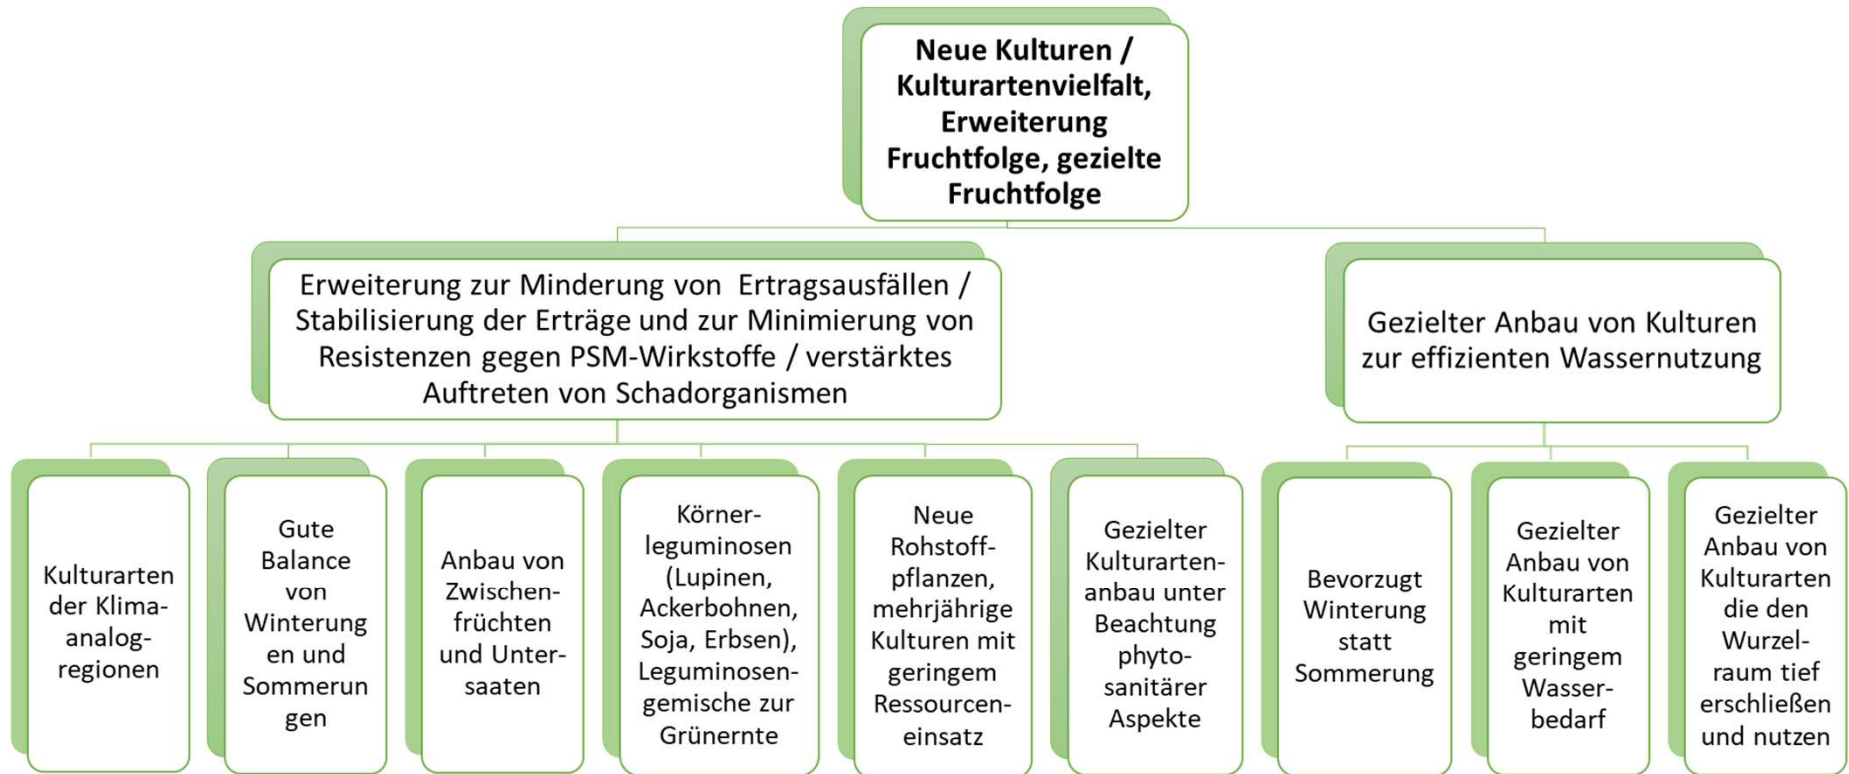 Neue Kulturen /
Kulturartenvielfalt,
Erweiterung
Fruchtfolge, gezielte
Fruchtfolge
Erweiterung zur Minderung von  Ertragsausfällen /
Stabilisierung der Erträge und zur Minimierung von
Resistenzen gegen PSM-Wirkstoffe / verstärktes
Auftreten von Schadorganismen
Gezielter Anbau von Kulturen
zur effizienten Wassernutzung
Kulturarten
der Klima-
analog-
regionen
Gute
Balance
von
Winterung
en und
Sommerun
gen
Anbau von
Zwischen-
früchten
und Unter-
saaten
Körner-
leguminosen
(Lupinen,
Ackerbohnen,
Soja, Erbsen),
Leguminosen-
gemische zur
Grünernte
Neue
Rohstoff-
pflanzen,
mehrjährige
Kulturen mit
geringem
Ressourcen-
einsatz
Gezielter
Kulturarten-
anbau unter
Beachtung
phyto-
sanitärer
Aspekte
Bevorzugt
Winterung
statt
Sommerung
Gezielter
Anbau von
Kulturarten
mit
geringem
Wasser-
bedarf
Gezielter
Anbau von
Kulturarten
die den
Wurzel-
raum tief
erschließen
und nutzen